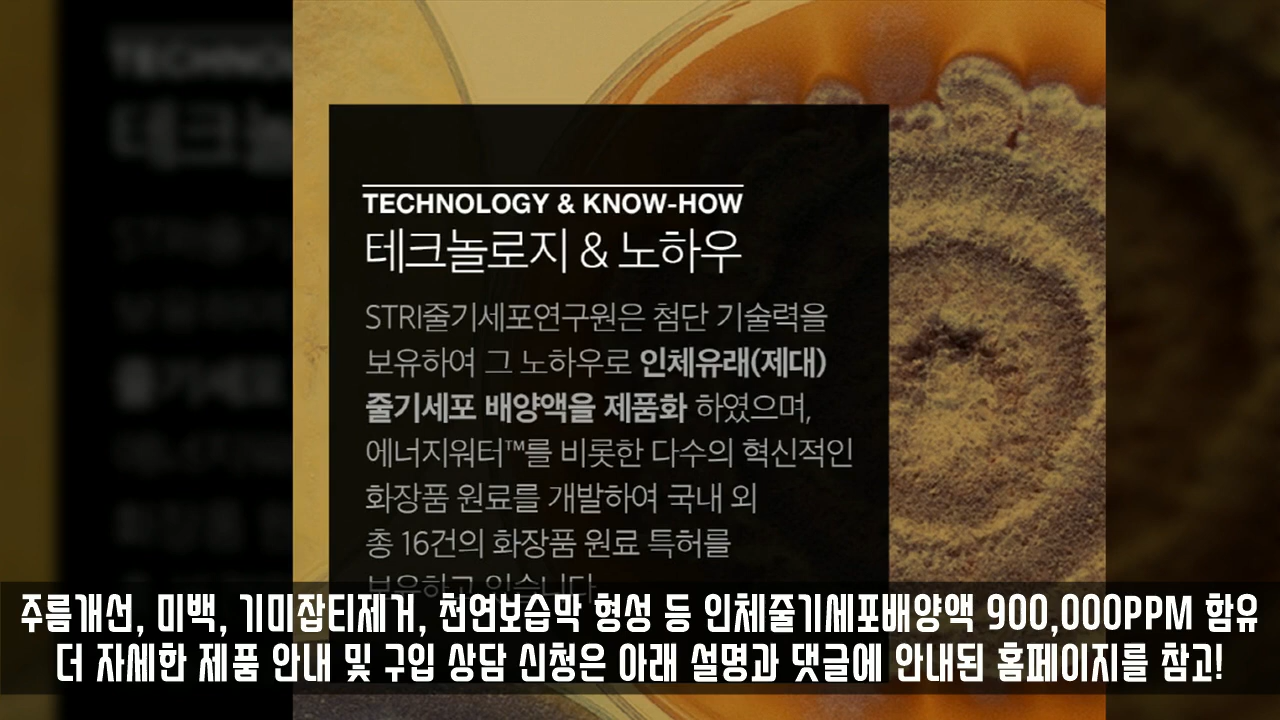 TECHNOLOGY & KNOW-HOW
테크놀로지 & 노하우
STRI줄기세포연구원은 첨단 기술력을
보유하여 그 노하우로 인체유래(제대)
줄기세포 배양액을 제품화 하였으며,
에너지워터™를 비롯한 다수의 혁신적인
화장품 원료를 개발하여 국내 외
총 16건의 화장품 원료 특허를
보유하고 있습니다.
주름개선, 미백, 기미잡티제거, 천연보습막 형성 등 인체줄기세포배양액 900,000PPM 함유
더 자세한 제품 안내 및 구입 상담 신청은 아래 설명과 댓글에 안내된 홈페이지를 참고!